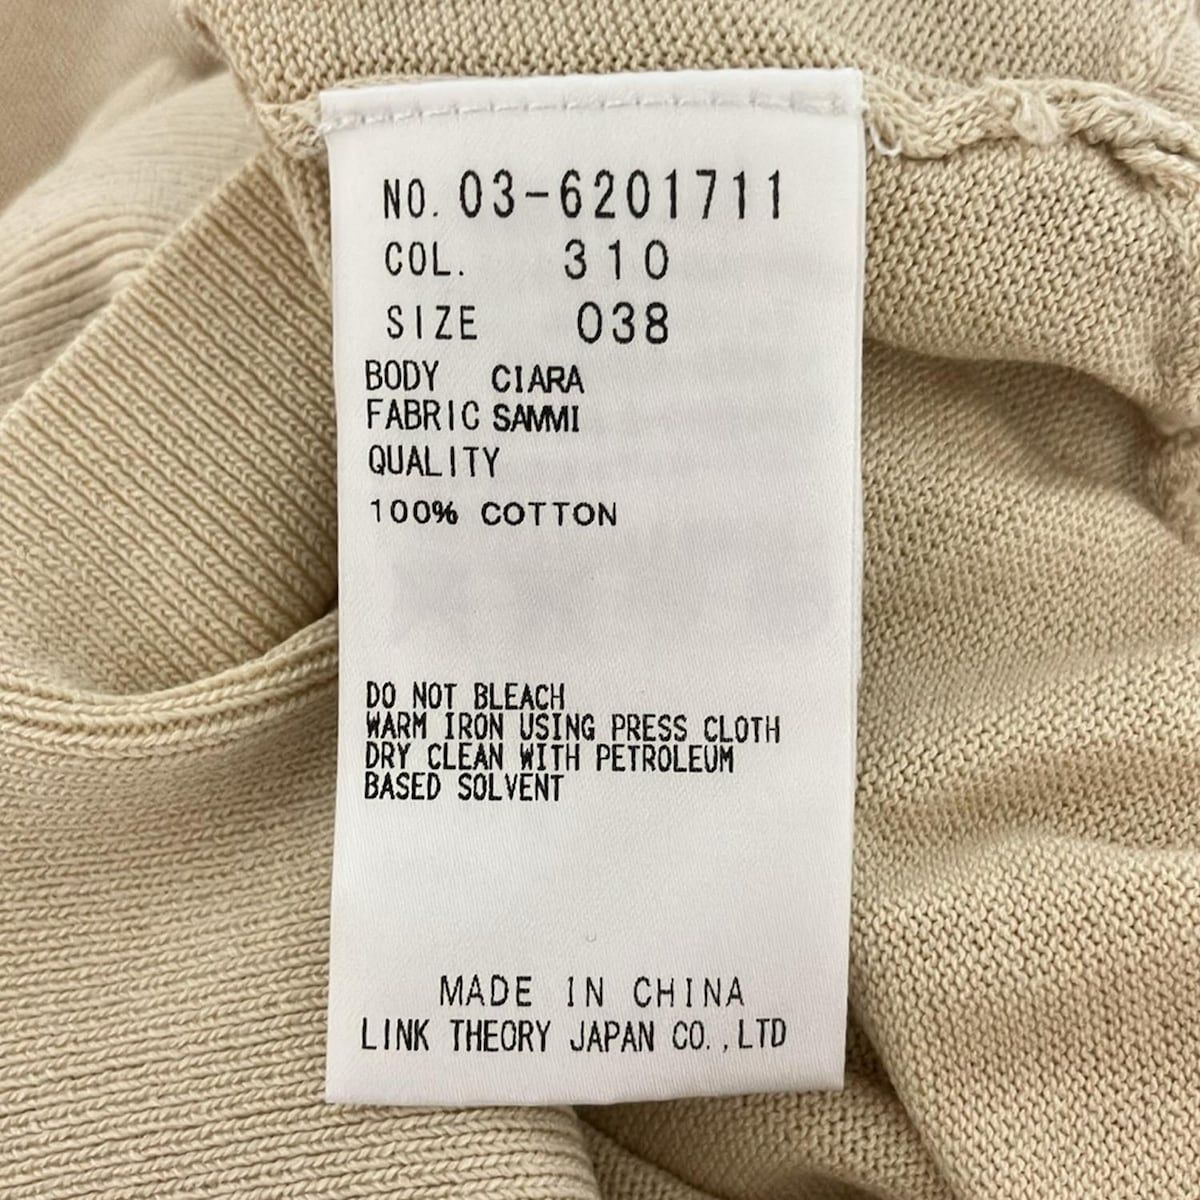 NO. 03-6201711
COL. 310
SIZE 038
BODY CIARA
FABRIC SAMMI
QUALITY
100% COTTON
DO NOT BLEACH
WARM IRON USING PRESS CLOTH
DRY CLEAN WITH PETROLEUM
BASED SOLVENT
MADE IN CHINA
LINK THEORY JAPAN CO.,LTD